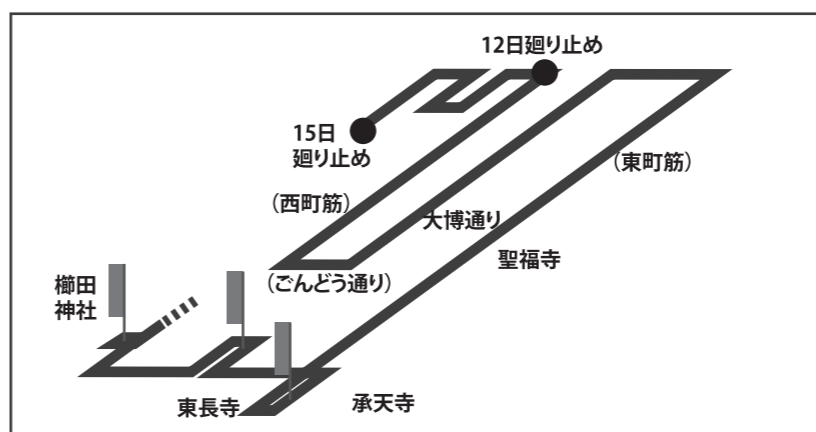 12日廻り止め
15日
廻り止め
（東町筋）
（西町筋）
大博通り
聖福寺
（ごんどう通り）
櫛田
神社
東長寺
承天寺